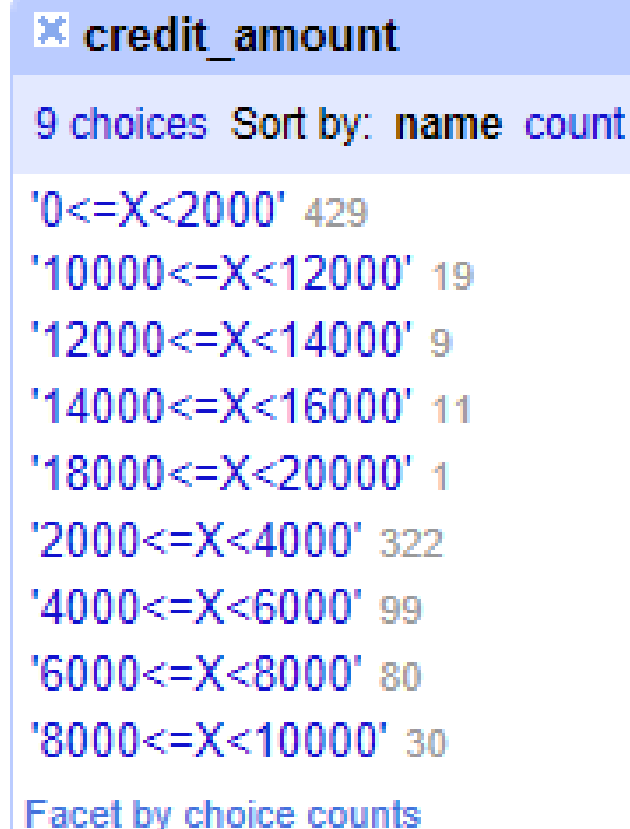 credit_amount
9 choices Sort by: name count
'0<=X<2000' 429
'10000<=X<12000' 19
'12000<=X<14000' 9
'14000<=X<16000' 11
'18000<=X<20000' 1
'2000<=X<4000' 322
'4000<=X<6000' 99
'6000<=X<8000' 80
'8000<=X<10000' 30
Facet by choice counts